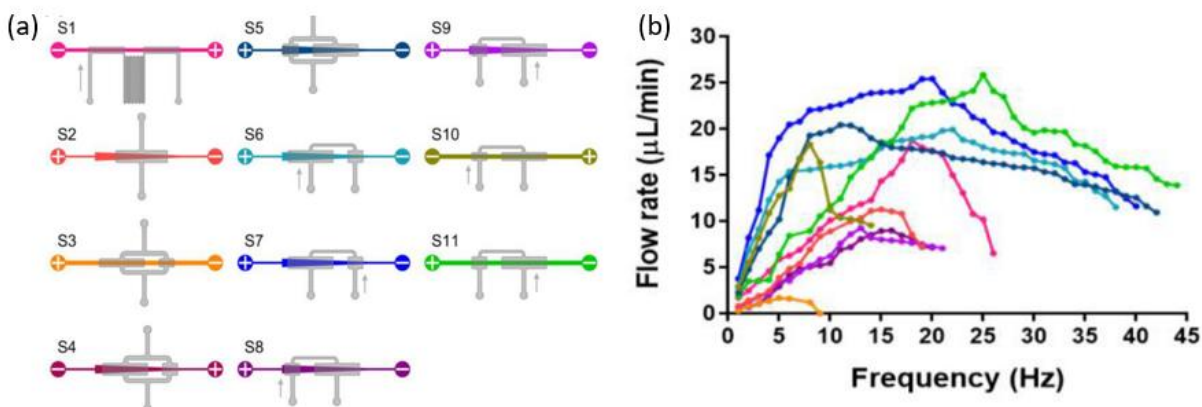 (a)
S1
S5
S9
S2
S6
S10
S3
S7
S11
S4
S8
− +
+ −
+ −
+ −
+ −
− +
+ −
+ −
+ −
− +
+ −
(b)
Flow rate (μL/min)
30
25
20
15
10
5
0
0 5 10 15 20 25 30 35 40 45
Frequency (Hz)